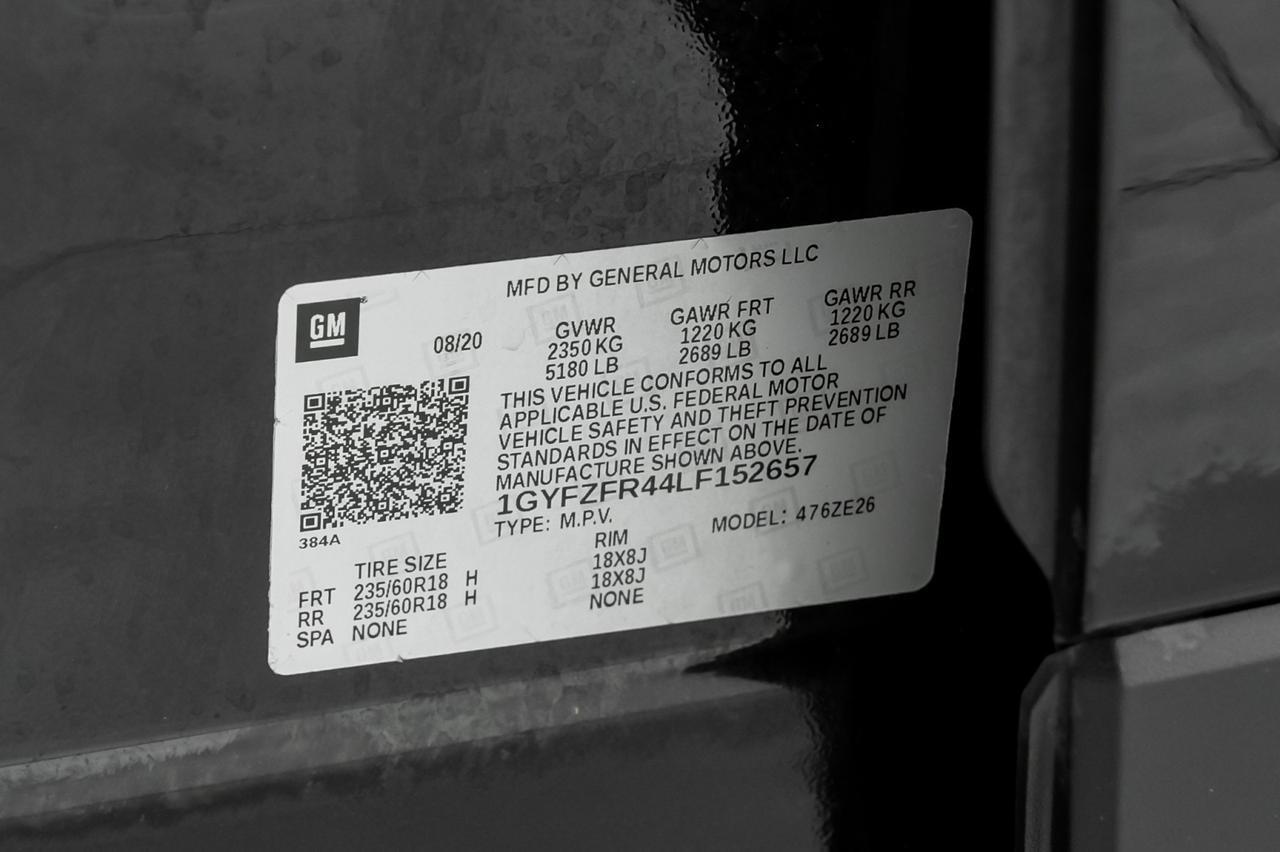 MFD BY GENERAL MOTORS LLC
GM
08/20
GVWR GAWR FRT GAWR RR
2350 KG 1220 KG 1220 KG
5180 LB 2689 LB 2689 LB
THIS VEHICLE CONFORMS TO ALL
APPLICABLE U.S. FEDERAL MOTOR
VEHICLE SAFETY AND THEFT PREVENTION
STANDARDS IN EFFECT ON THE DATE OF
MANUFACTURE SHOWN ABOVE.
1GYFZFR44LF152657
TYPE: M.P.V. MODEL: 476ZE26
384A
TIRE SIZE RIM
FRT 235/60R18 H 18X8J
RR 235/60R18 H 18X8J
SPA NONE NONE